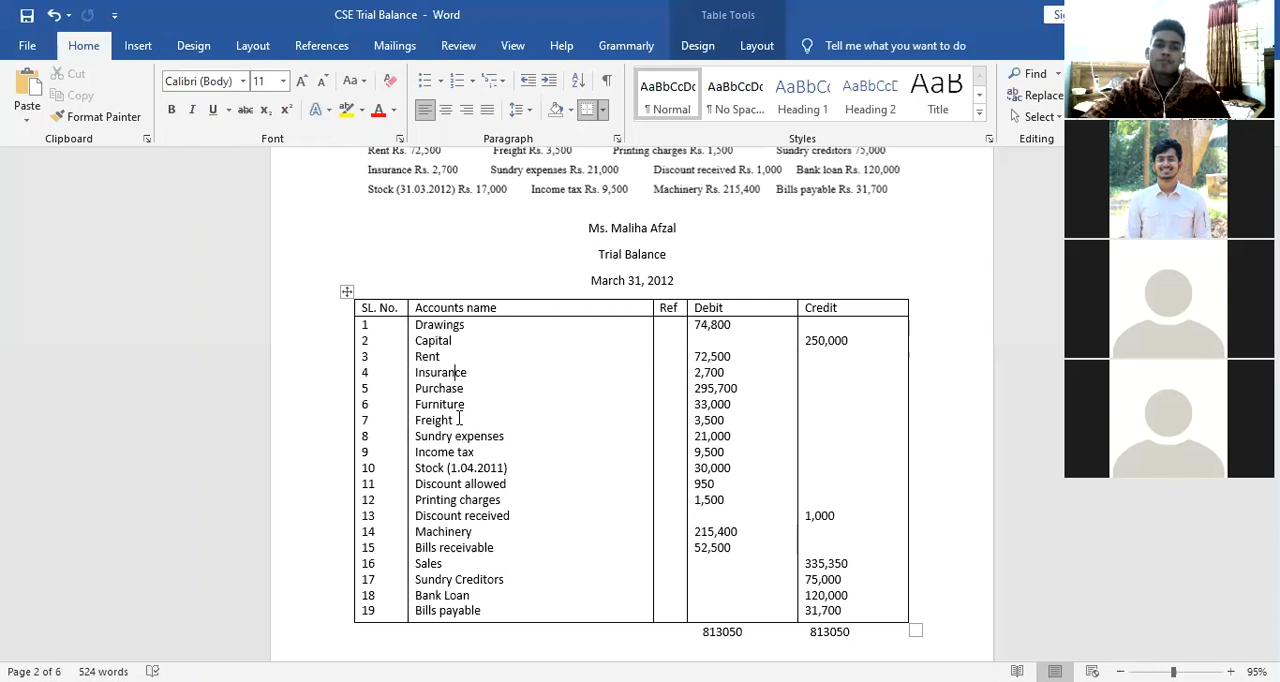 CSE Trial Balance - Word
Table Tools
File Home Insert Design Layout References Mailings Review View Help Grammarly Design Layout Tell me what you want to do
Paste
Cut
Copy
Format Painter
Clipboard
Calibri (Body) 11
Font
Paragraph
AaBbCcDc AaBbCcDc AaBbC AaBbCcD AaB
¶ Normal ¶ No Spac... Heading 1 Heading 2 Title
Styles
Find
Replace
Select
Editing
Rent Rs. 72,500 Freight Rs. 3,500 Printing charges Rs. 1,500 Sundry creditors 75,000
Insurance Rs. 2,700 Sundry expenses Rs. 21,000 Discount received Rs. 1,000 Bank loan Rs. 120,000
Stock (31.03.2012) Rs. 17,000 Income tax Rs. 9,500 Machinery Rs. 215,400 Bills payable Rs. 31,700
Ms. Maliha Afzal
Trial Balance
March 31, 2012
SL. No. Accounts name Ref Debit Credit
1 Drawings 74,800
2 Capital 250,000
3 Rent 72,500
4 Insurance 2,700
5 Purchase 295,700
6 Furniture 33,000
7 Freight 3,500
8 Sundry expenses 21,000
9 Income tax 9,500
10 Stock (1.04.2011) 30,000
11 Discount allowed 950
12 Printing charges 1,500
13 Discount received 1,000
14 Machinery 215,400
15 Bills receivable 52,500
16 Sales 335,350
17 Sundry Creditors 75,000
18 Bank Loan 120,000
19 Bills payable 31,700
813050 813050
Page 2 of 6 524 words 95%